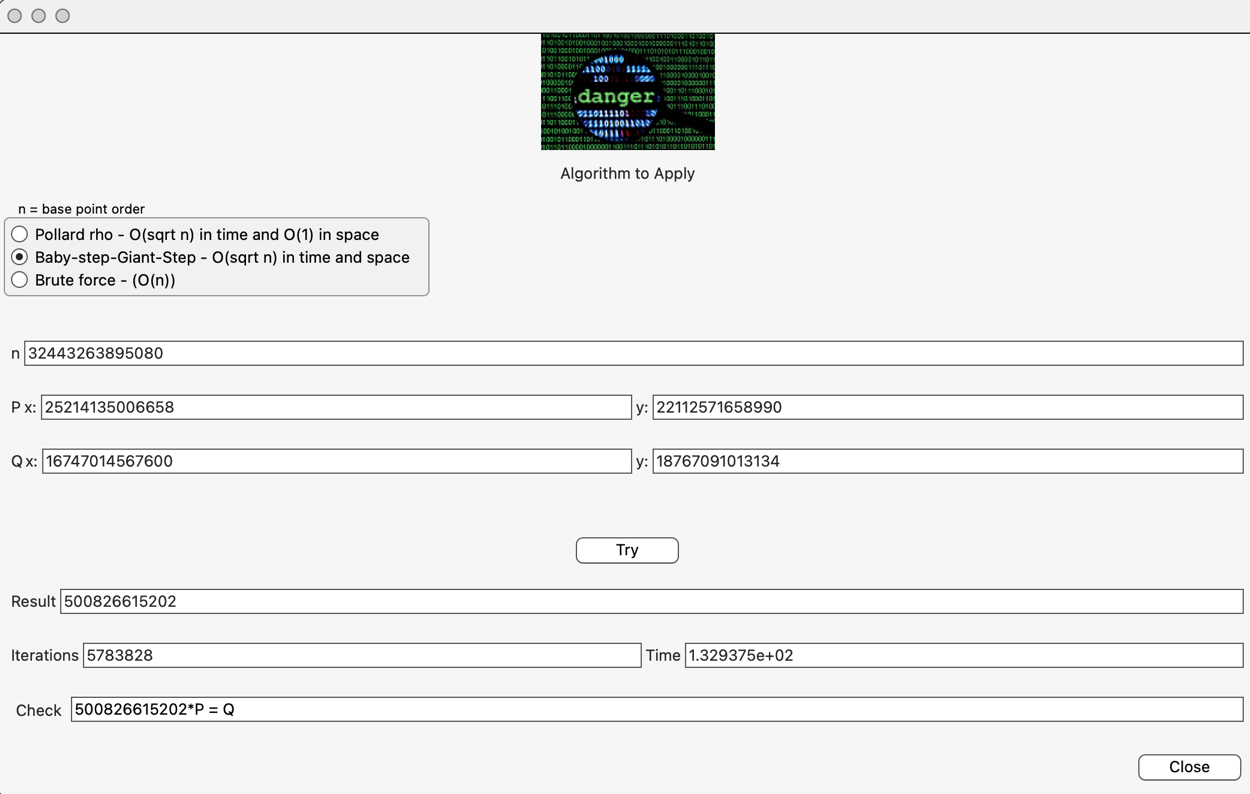 danger
Algorithm to Apply
n = base point order
Pollard rho - O(sqrt n) in time and O(1) in space
Baby-step-Giant-Step - O(sqrt n) in time and space
Brute force - (O(n))
n 32443263895080
P x: 25214135006658 y: 22112571658990
Q x: 16747014567600 y: 18767091013134
Try
Result 500826615202
Iterations 5783828 Time 1.329375e+02
Check 500826615202*P = Q
Close